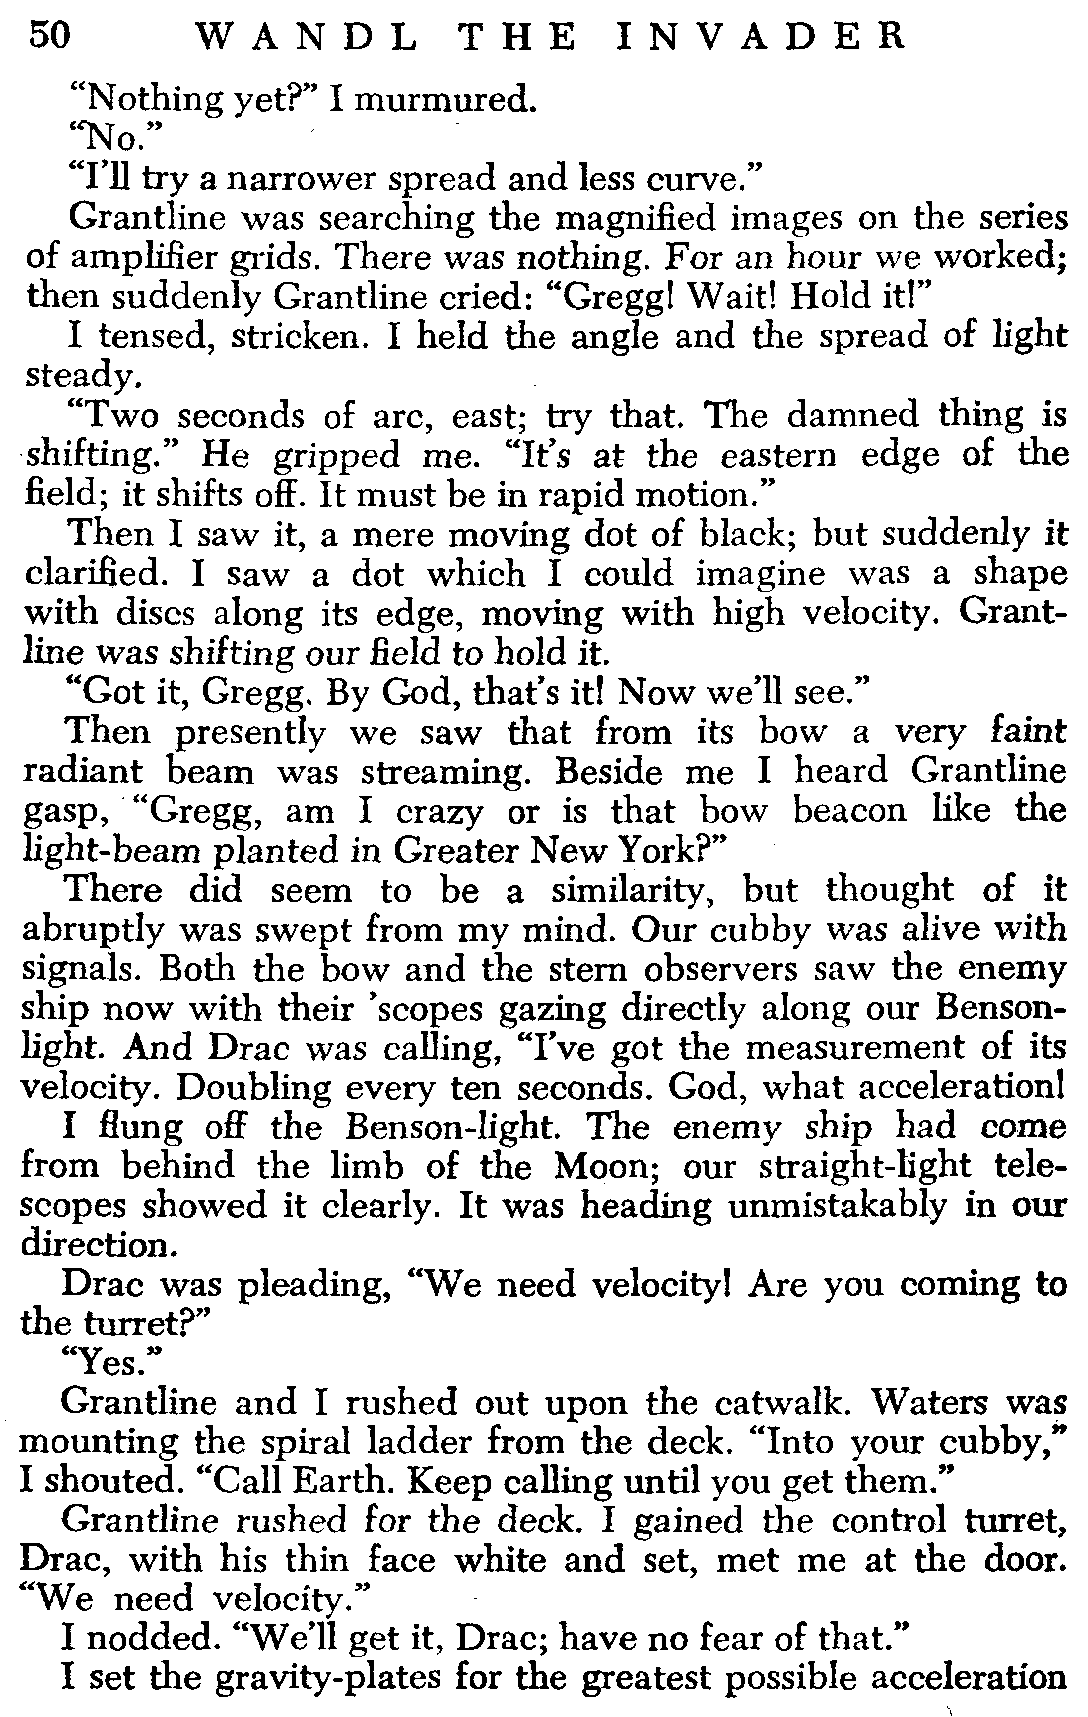 50 WANDL THE INVADER
“Nothing yet?” I murmured.
“No.”
“I’ll try a narrower spread and less curve.”
Grantline was searching the magnified images on the series
of amplifier grids. There was nothing. For an hour we worked;
then suddenly Grantline cried: “Gregg! Wait! Hold it!”
I tensed, stricken. I held the angle and the spread of light
steady.
“Two seconds of arc, east; try that. The damned thing is
shifting.” He gripped me. “It’s at the eastern edge of the
field; it shifts off. It must be in rapid motion.”
Then I saw it, a mere moving dot of black; but suddenly it
clarified. I saw a dot which I could imagine was a shape
with discs along its edge, moving with high velocity. Grant-
line was shifting our field to hold it.
“Got it, Gregg. By God, that’s it! Now we’ll see.”
Then presently we saw that from its bow a very faint
radiant beam was streaming. Beside me I heard Grantline
gasp, “Gregg, am I crazy or is that bow beacon like the
light-beam planted in Greater New York?”
There did seem to be a similarity, but thought of it
abruptly was swept from my mind. Our cubby was alive with
signals. Both the bow and the stern observers saw the enemy
ship now with their ’scopes gazing directly along our Benson-
light. And Drac was calling, “I’ve got the measurement of its
velocity. Doubling every ten seconds. God, what acceleration!
I flung off the Benson-light. The enemy ship had come
from behind the limb of the Moon; our straight-light tele-
scopes showed it clearly. It was heading unmistakably in our
direction.
Drac was pleading, “We need velocity! Are you coming to
the turret?”
“Yes.”
Grantline and I rushed out upon the catwalk. Waters was
mounting the spiral ladder from the deck. “Into your cubby,”
I shouted. “Call Earth. Keep calling until you get them.”
Grantline rushed for the deck. I gained the control turret,
Drac, with his thin face white and set, met me at the door.
“We need velocity.”
I nodded. “We’ll get it, Drac; have no fear of that.”
I set the gravity-plates for the greatest possible acceleration